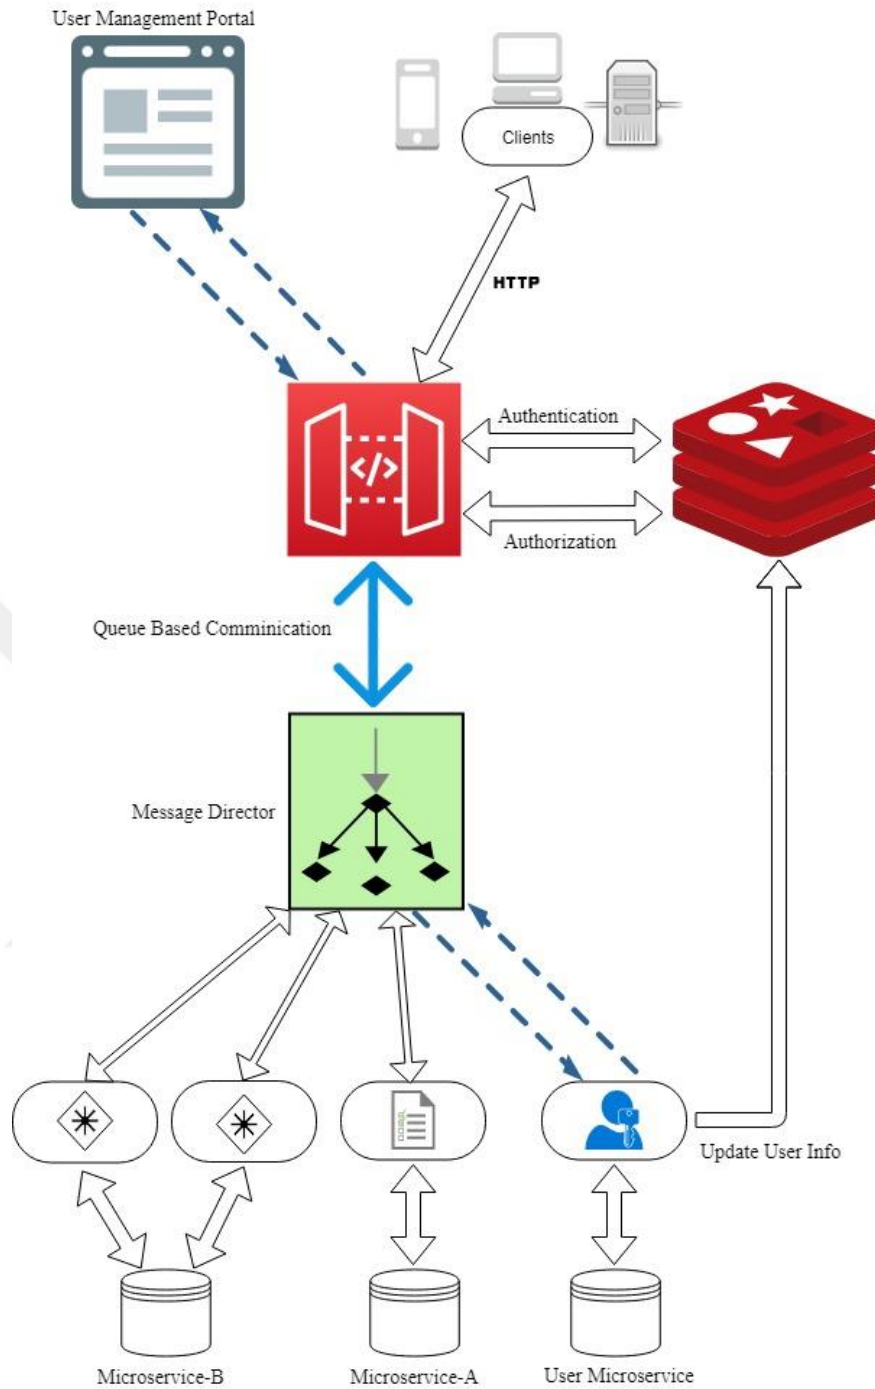 User Management Portal
Clients
HTTP
Authentication
Authorization
Queue Based Comminication
Message Director
Update User Info
Microservice-B
Microservice-A
User Microservice